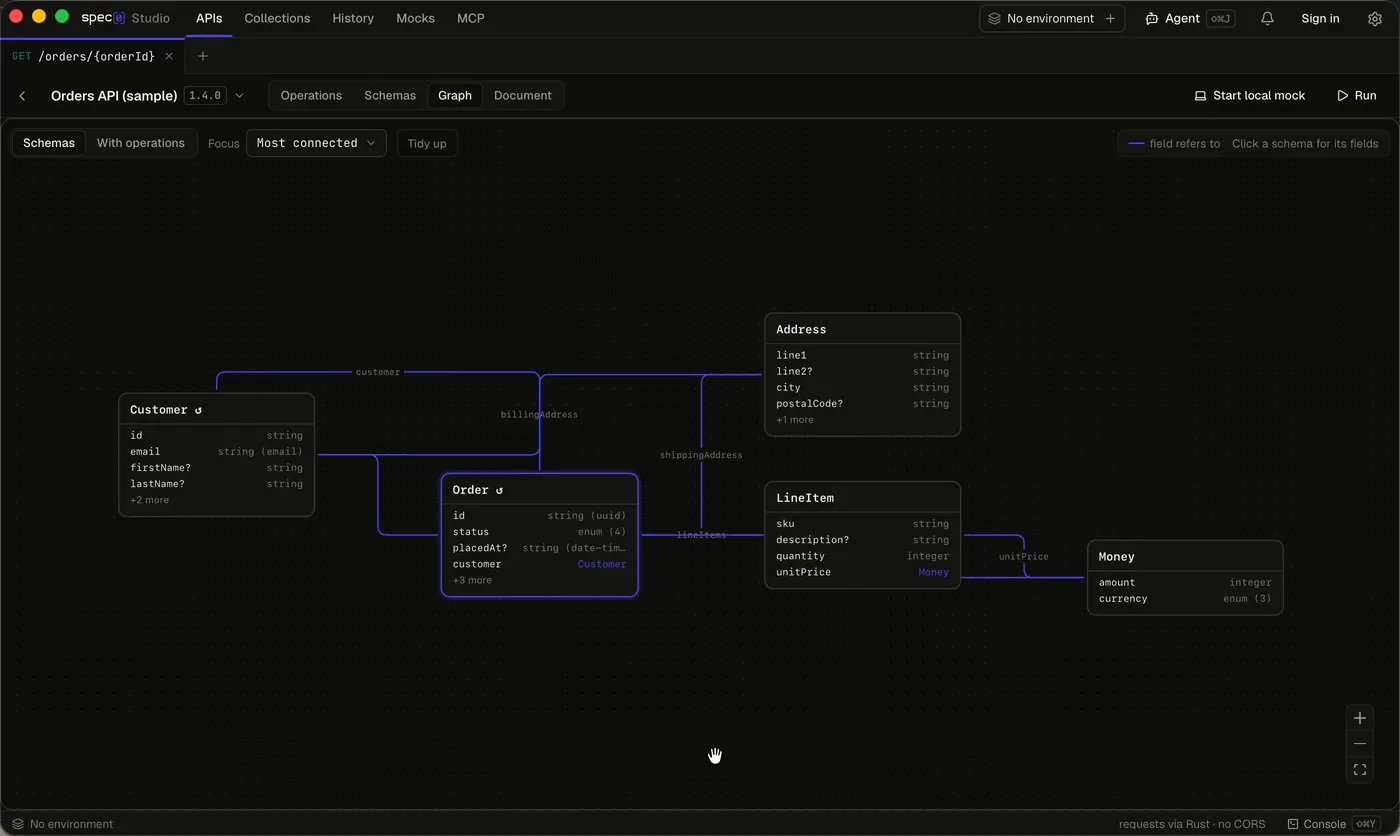 spec0 Studio APIs Collections History Mocks MCP No environment Agent ⇧⌘J Sign in
GET /orders/{orderId}
Orders API (sample) 1.4.0 Operations Schemas Graph Document Start local mock Run
Schemas With operations Focus Most connected Tidy up field refers to Click a schema for its fields
Address
line1 string
line2? string
city string
postalCode? string
+1 more
customer
Customer ↺
id string
email string (email)
firstName? string
lastName? string
+2 more
billingAddress
shippingAddress
Order ↺
id string (uuid)
status enum (4)
placedAt? string (date-tim…
customer Customer
+3 more
lineItems
LineItem
sku string
description? string
quantity integer
unitPrice Money
unitPrice
Money
amount integer
currency enum (3)
No environment requests via Rust · no CORS Console ⇧⌘Y